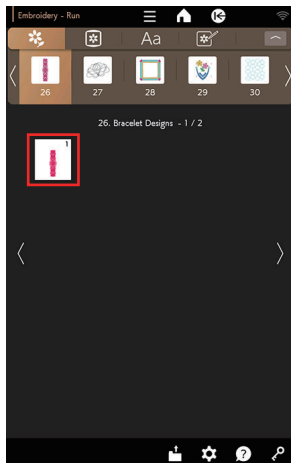 Embroidery - Run
Aa
26 27 28 29 30
26. Bracelet Designs - 1 / 2
1
?